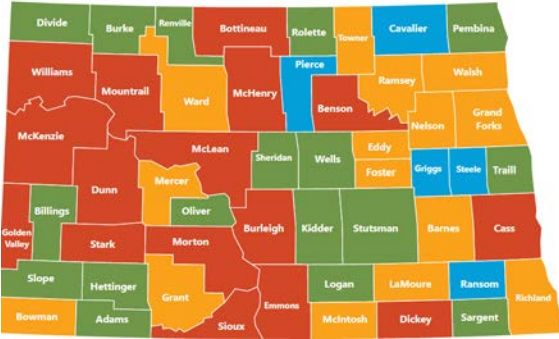 Divide
Burke
Renville
Bottineau
Rolette
Towner
Cavalier
Pembina
Pierce
Williams
Mountrail
Ward
McHenry
Benson
Ramsey
Walsh
Nelson
Grand
Forks
McKenzie
McLean
Sheridan
Wells
Eddy
Foster
Griggs
Steele
Traill
Dunn
Mercer
Oliver
Billings
Golden
Valley
Stark
Morton
Burleigh
Kidder
Stutsman
Barnes
Cass
Slope
Hettinger
Grant
Emmons
Logan
LaMoure
Ransom
Richland
Bowman
Adams
Sioux
McIntosh
Dickey
Sargent